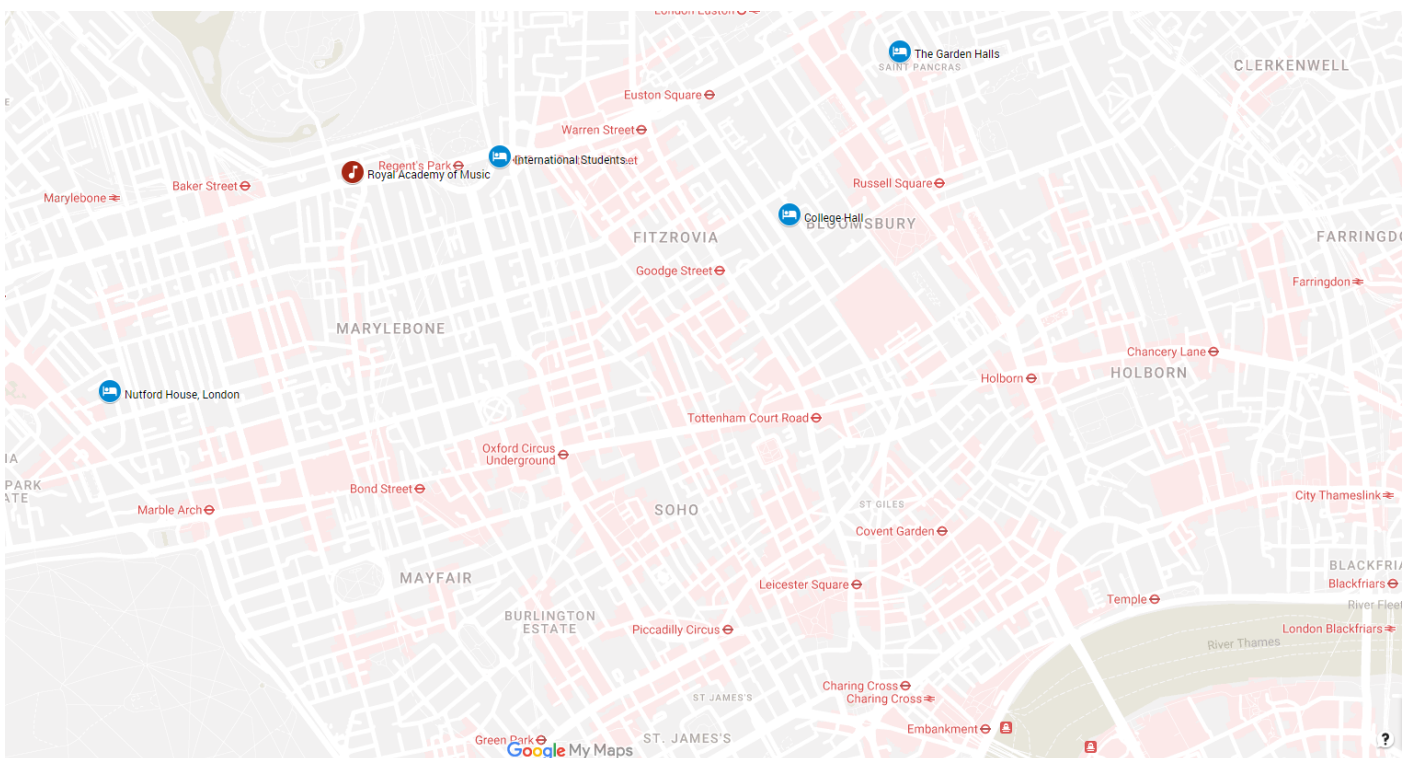 London Euston
The Garden Halls
SAINT PANCRAS
CLERKENWELL
Euston Square
Warren Street
International Students...
Regent's Park
Royal Academy of Music
Baker Street
Marylebone
Russell Square
College Hall
BLOOMSBURY
FITZROVIA
FARRINGDO
Goodge Street
Farringdon
MARYLEBONE
Chancery Lane
HOLBORN
Holborn
Nutford House, London
Tottenham Court Road
Oxford Circus
Underground
IA
PARK
ATE
Bond Street
Marble Arch
City Thameslink
SOHO
ST GILES
Covent Garden
BLACKFRIA
MAYFAIR
Leicester Square
Blackfriars
Temple
River Fleet
BURLINGTON
ESTATE
Piccadilly Circus
London Blackfriars
River Thames
Charing Cross
Charing Cross
ST JAMES'S
Embankment
Green Park
ST. JAMES'S
Google My Maps
?